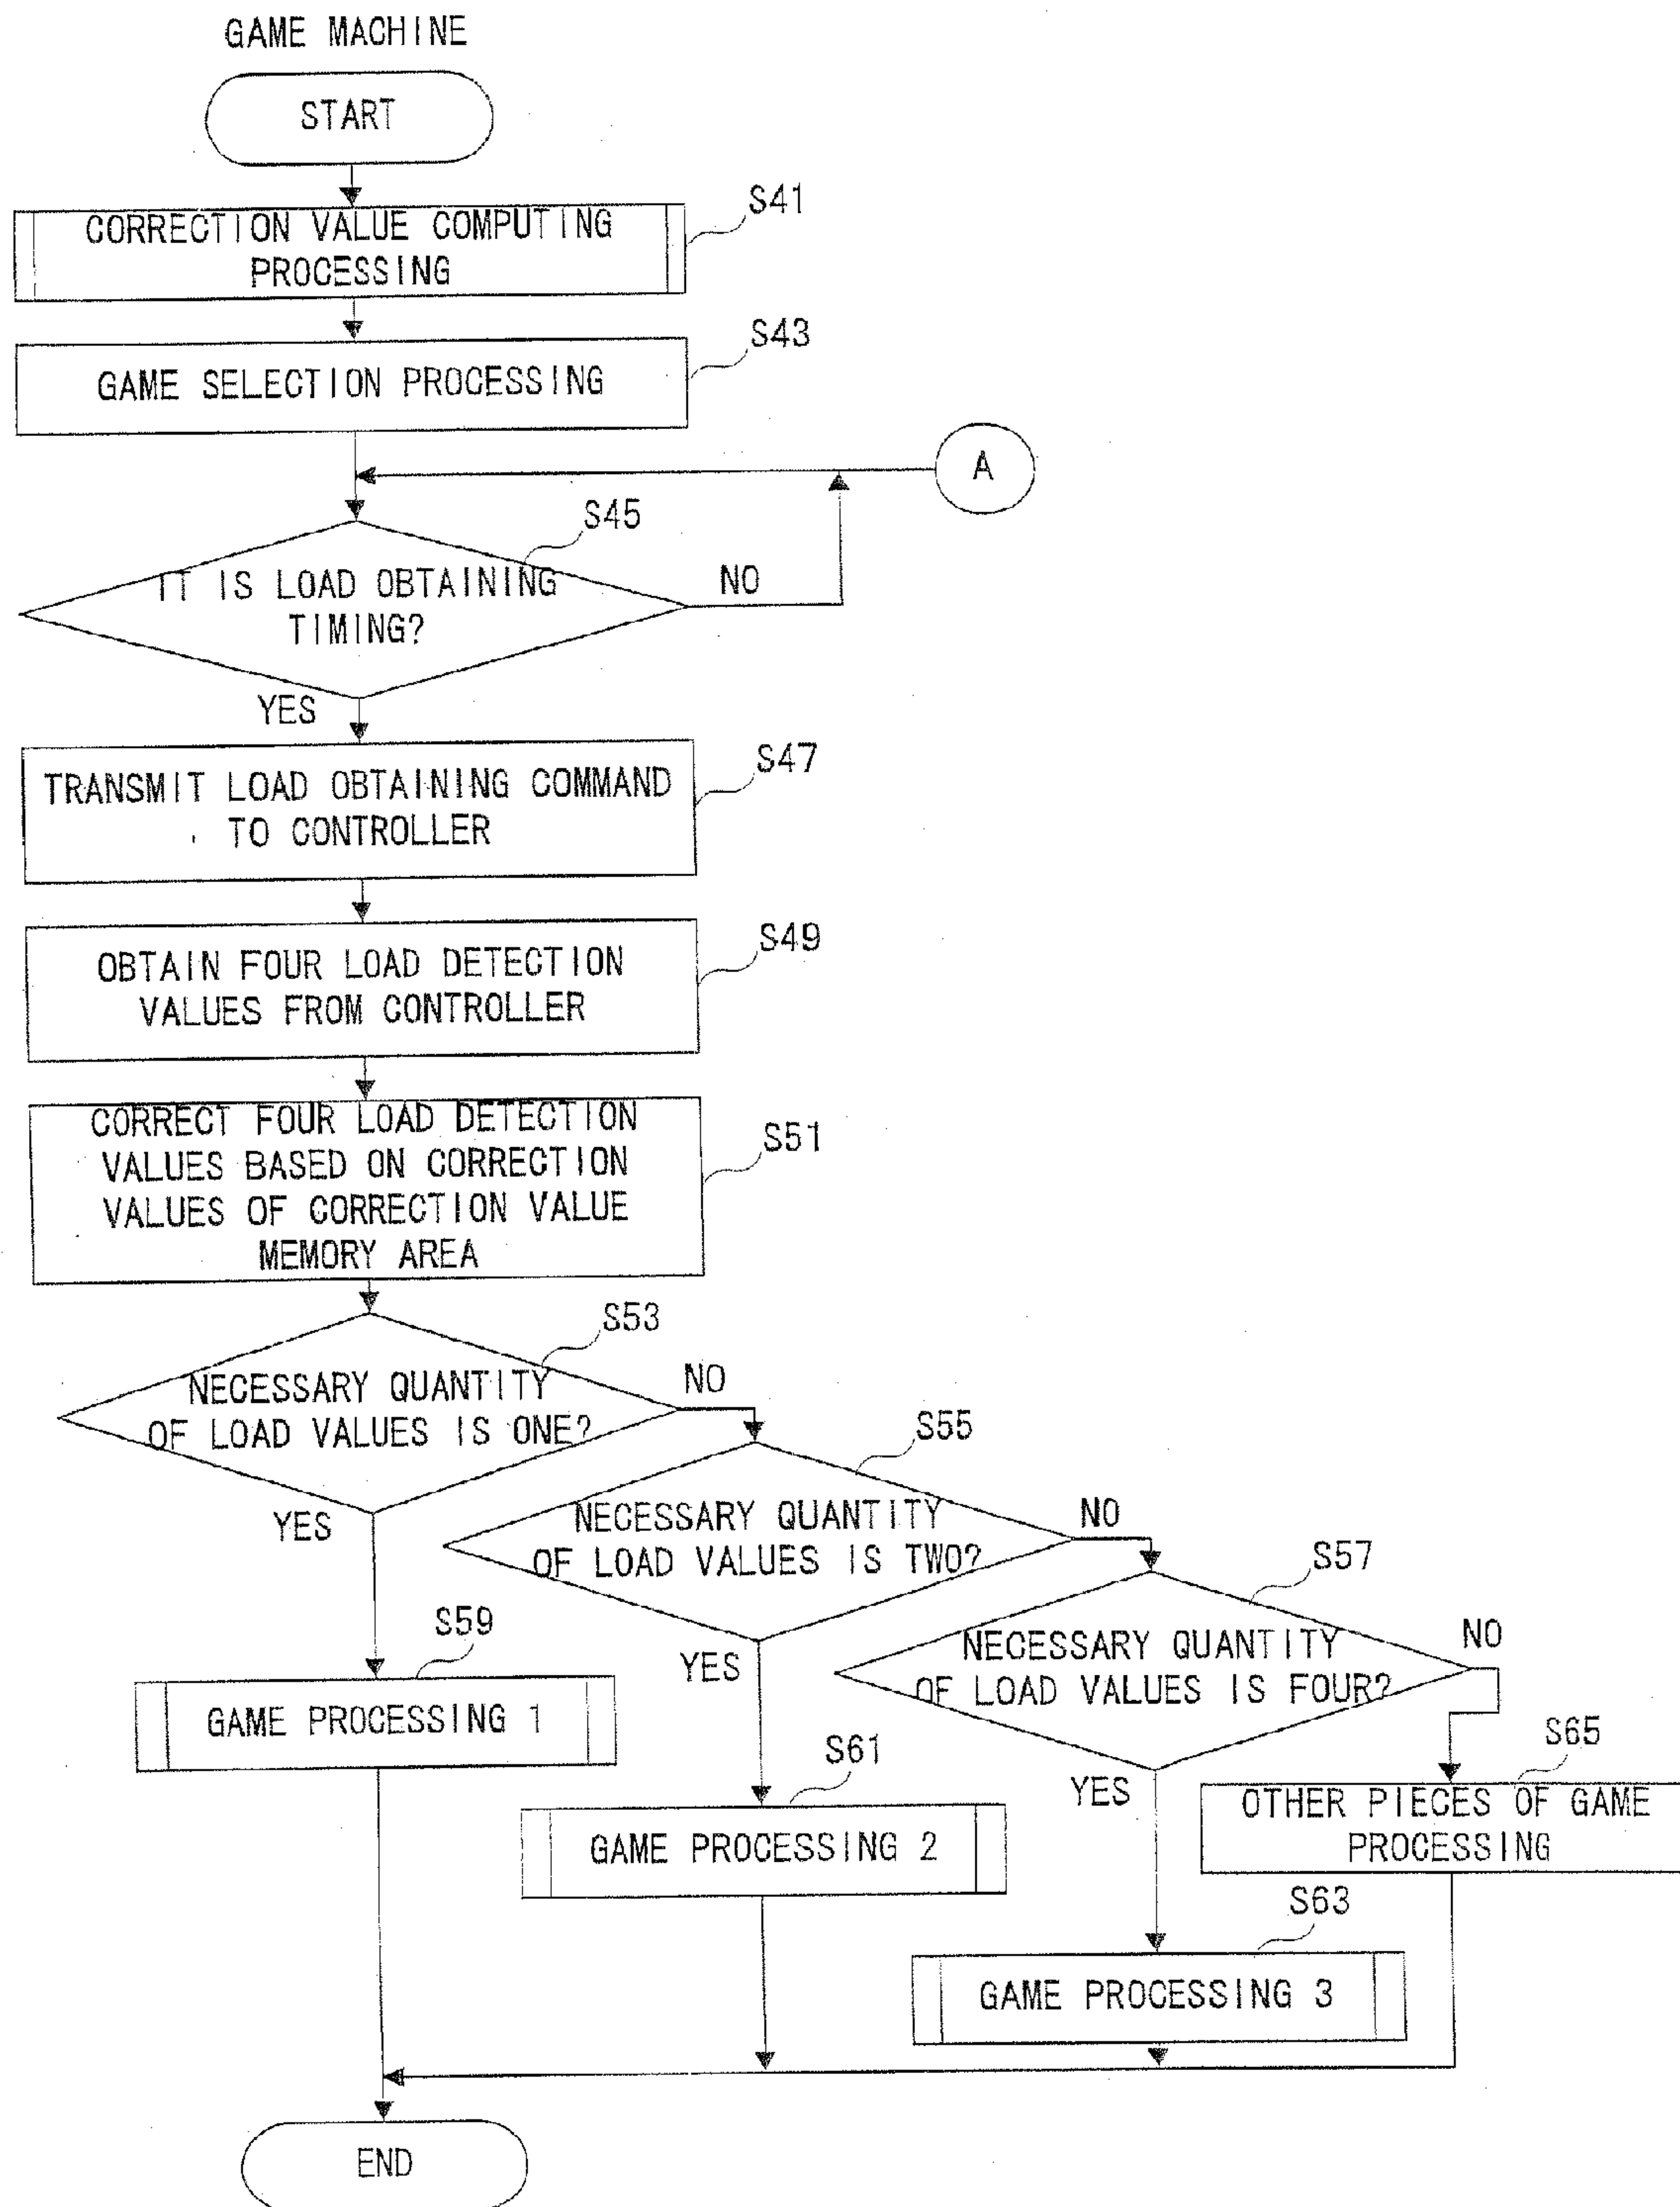 GAME MACHINE
START
S41
CORRECTION VALUE COMPUTING
PROCESSING
S43
GAME SELECTION PROCESSING
A
S45
IT IS LOAD OBTAINING
TIMING?
NO
YES
S47
TRANSMIT LOAD OBTAINING COMMAND
TO CONTROLLER
S49
OBTAIN FOUR LOAD DETECTION
VALUES FROM CONTROLLER
S51
CORRECT FOUR LOAD DETECTION
VALUES BASED ON CORRECTION
VALUES OF CORRECTION VALUE
MEMORY AREA
S53
NECESSARY QUANTITY
OF LOAD VALUES IS ONE?
NO
YES
S55
NECESSARY QUANTITY
OF LOAD VALUES IS TWO?
NO
YES
S57
NECESSARY QUANTITY
OF LOAD VALUES IS FOUR?
NO
YES
S59
GAME PROCESSING 1
S61
GAME PROCESSING 2
S65
OTHER PIECES OF GAME
PROCESSING
S63
GAME PROCESSING 3
END